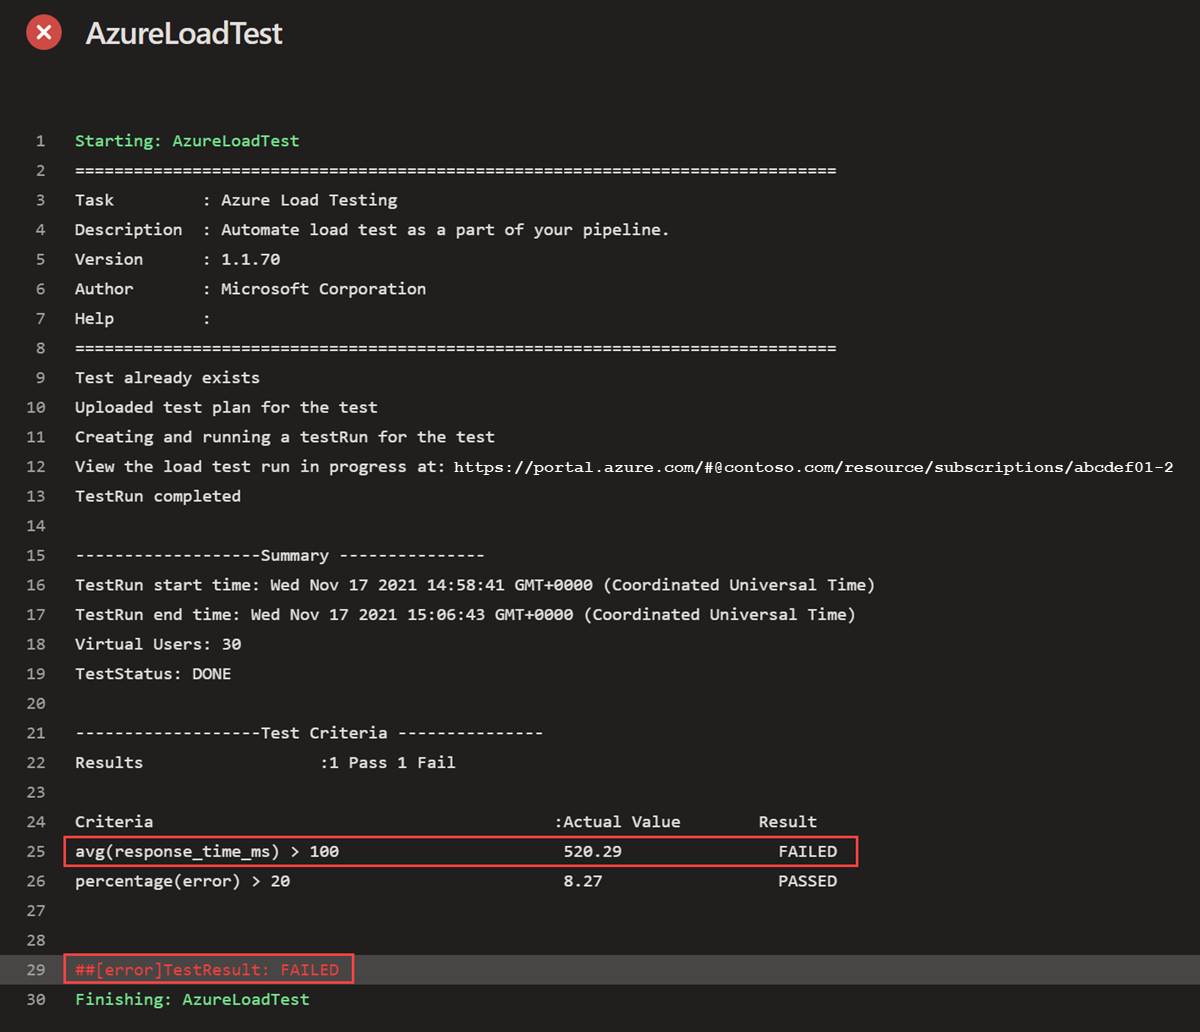 AzureLoadTest
1 Starting: AzureLoadTest
2 ==============================================================================
3 Task         : Azure Load Testing
4 Description  : Automate load test as a part of your pipeline.
5 Version      : 1.1.70
6 Author       : Microsoft Corporation
7 Help         :
8 ==============================================================================
9 Test already exists
10 Uploaded test plan for the test
11 Creating and running a testRun for the test
12 View the load test run in progress at: https://portal.azure.com/#@contoso.com/resource/subscriptions/abcdef01-2
13 TestRun completed
14
15 -------------------Summary ---------------
16 TestRun start time: Wed Nov 17 2021 14:58:41 GMT+0000 (Coordinated Universal Time)
17 TestRun end time: Wed Nov 17 2021 15:06:43 GMT+0000 (Coordinated Universal Time)
18 Virtual Users: 30
19 TestStatus: DONE
20
21 -------------------Test Criteria ---------------
22 Results                  :1 Pass 1 Fail
23
24 Criteria                                         :Actual Value        Result
25 avg(response_time_ms) > 100                       520.29                FAILED
26 percentage(error) > 20                            8.27                  PASSED
27
28
29 ##[error]TestResult: FAILED
30 Finishing: AzureLoadTest